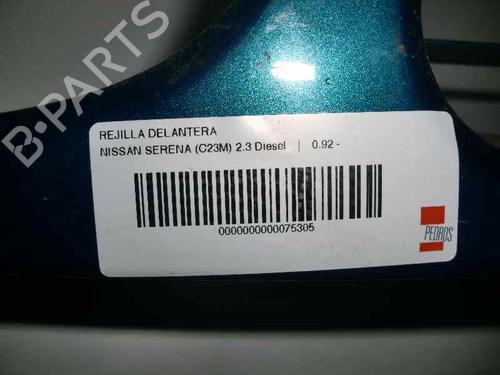 B-PARTS
REJILLA DELANTERA
NISSAN SERENA (C23M) 2.3 Diesel | 0.92 -
0000000000075305
PEDROS